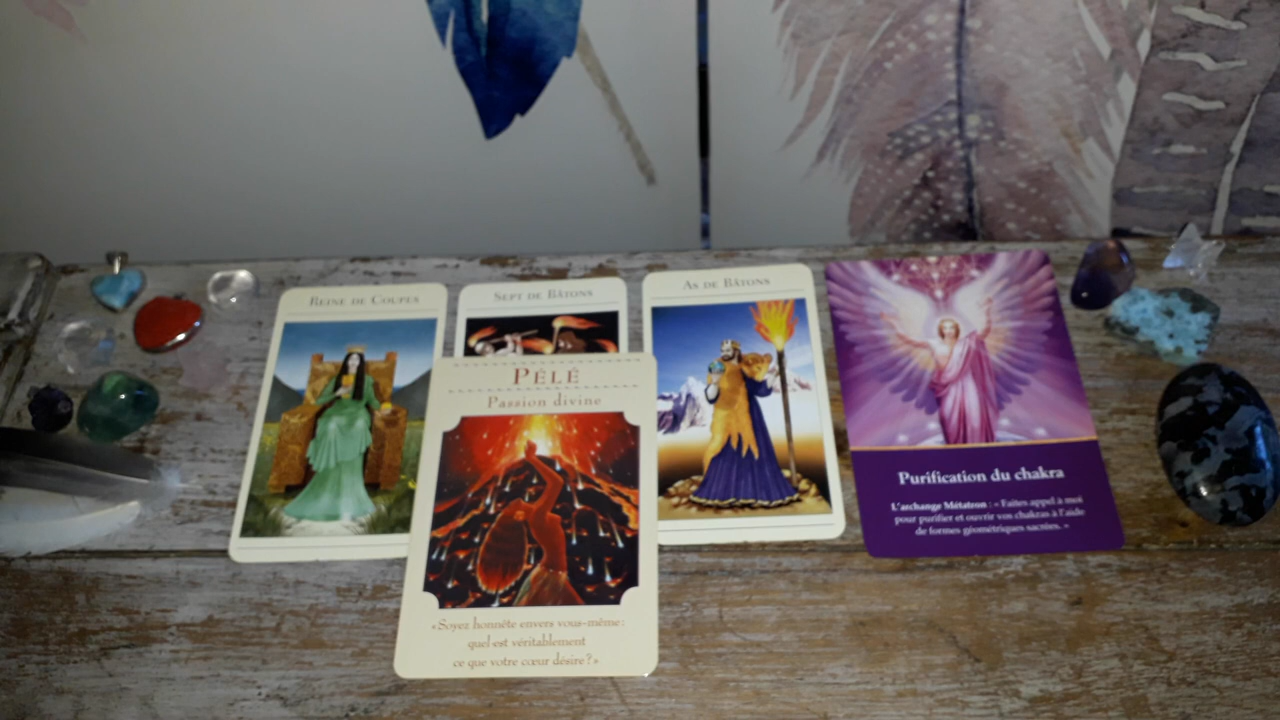 REINE DE COUPES
SEPT DE BÂTONS
AS DE BÂTONS
PÉLÉ
Passion divine
«Soyez honnête envers vous-même:
quel est véritablement
ce que votre cœur désire?»
Purification du chakra
L'archange Métatron : « Faites appel à moi
pour purifier et ouvrir vos chakras à l'aide
de formes géométriques sacrées. »